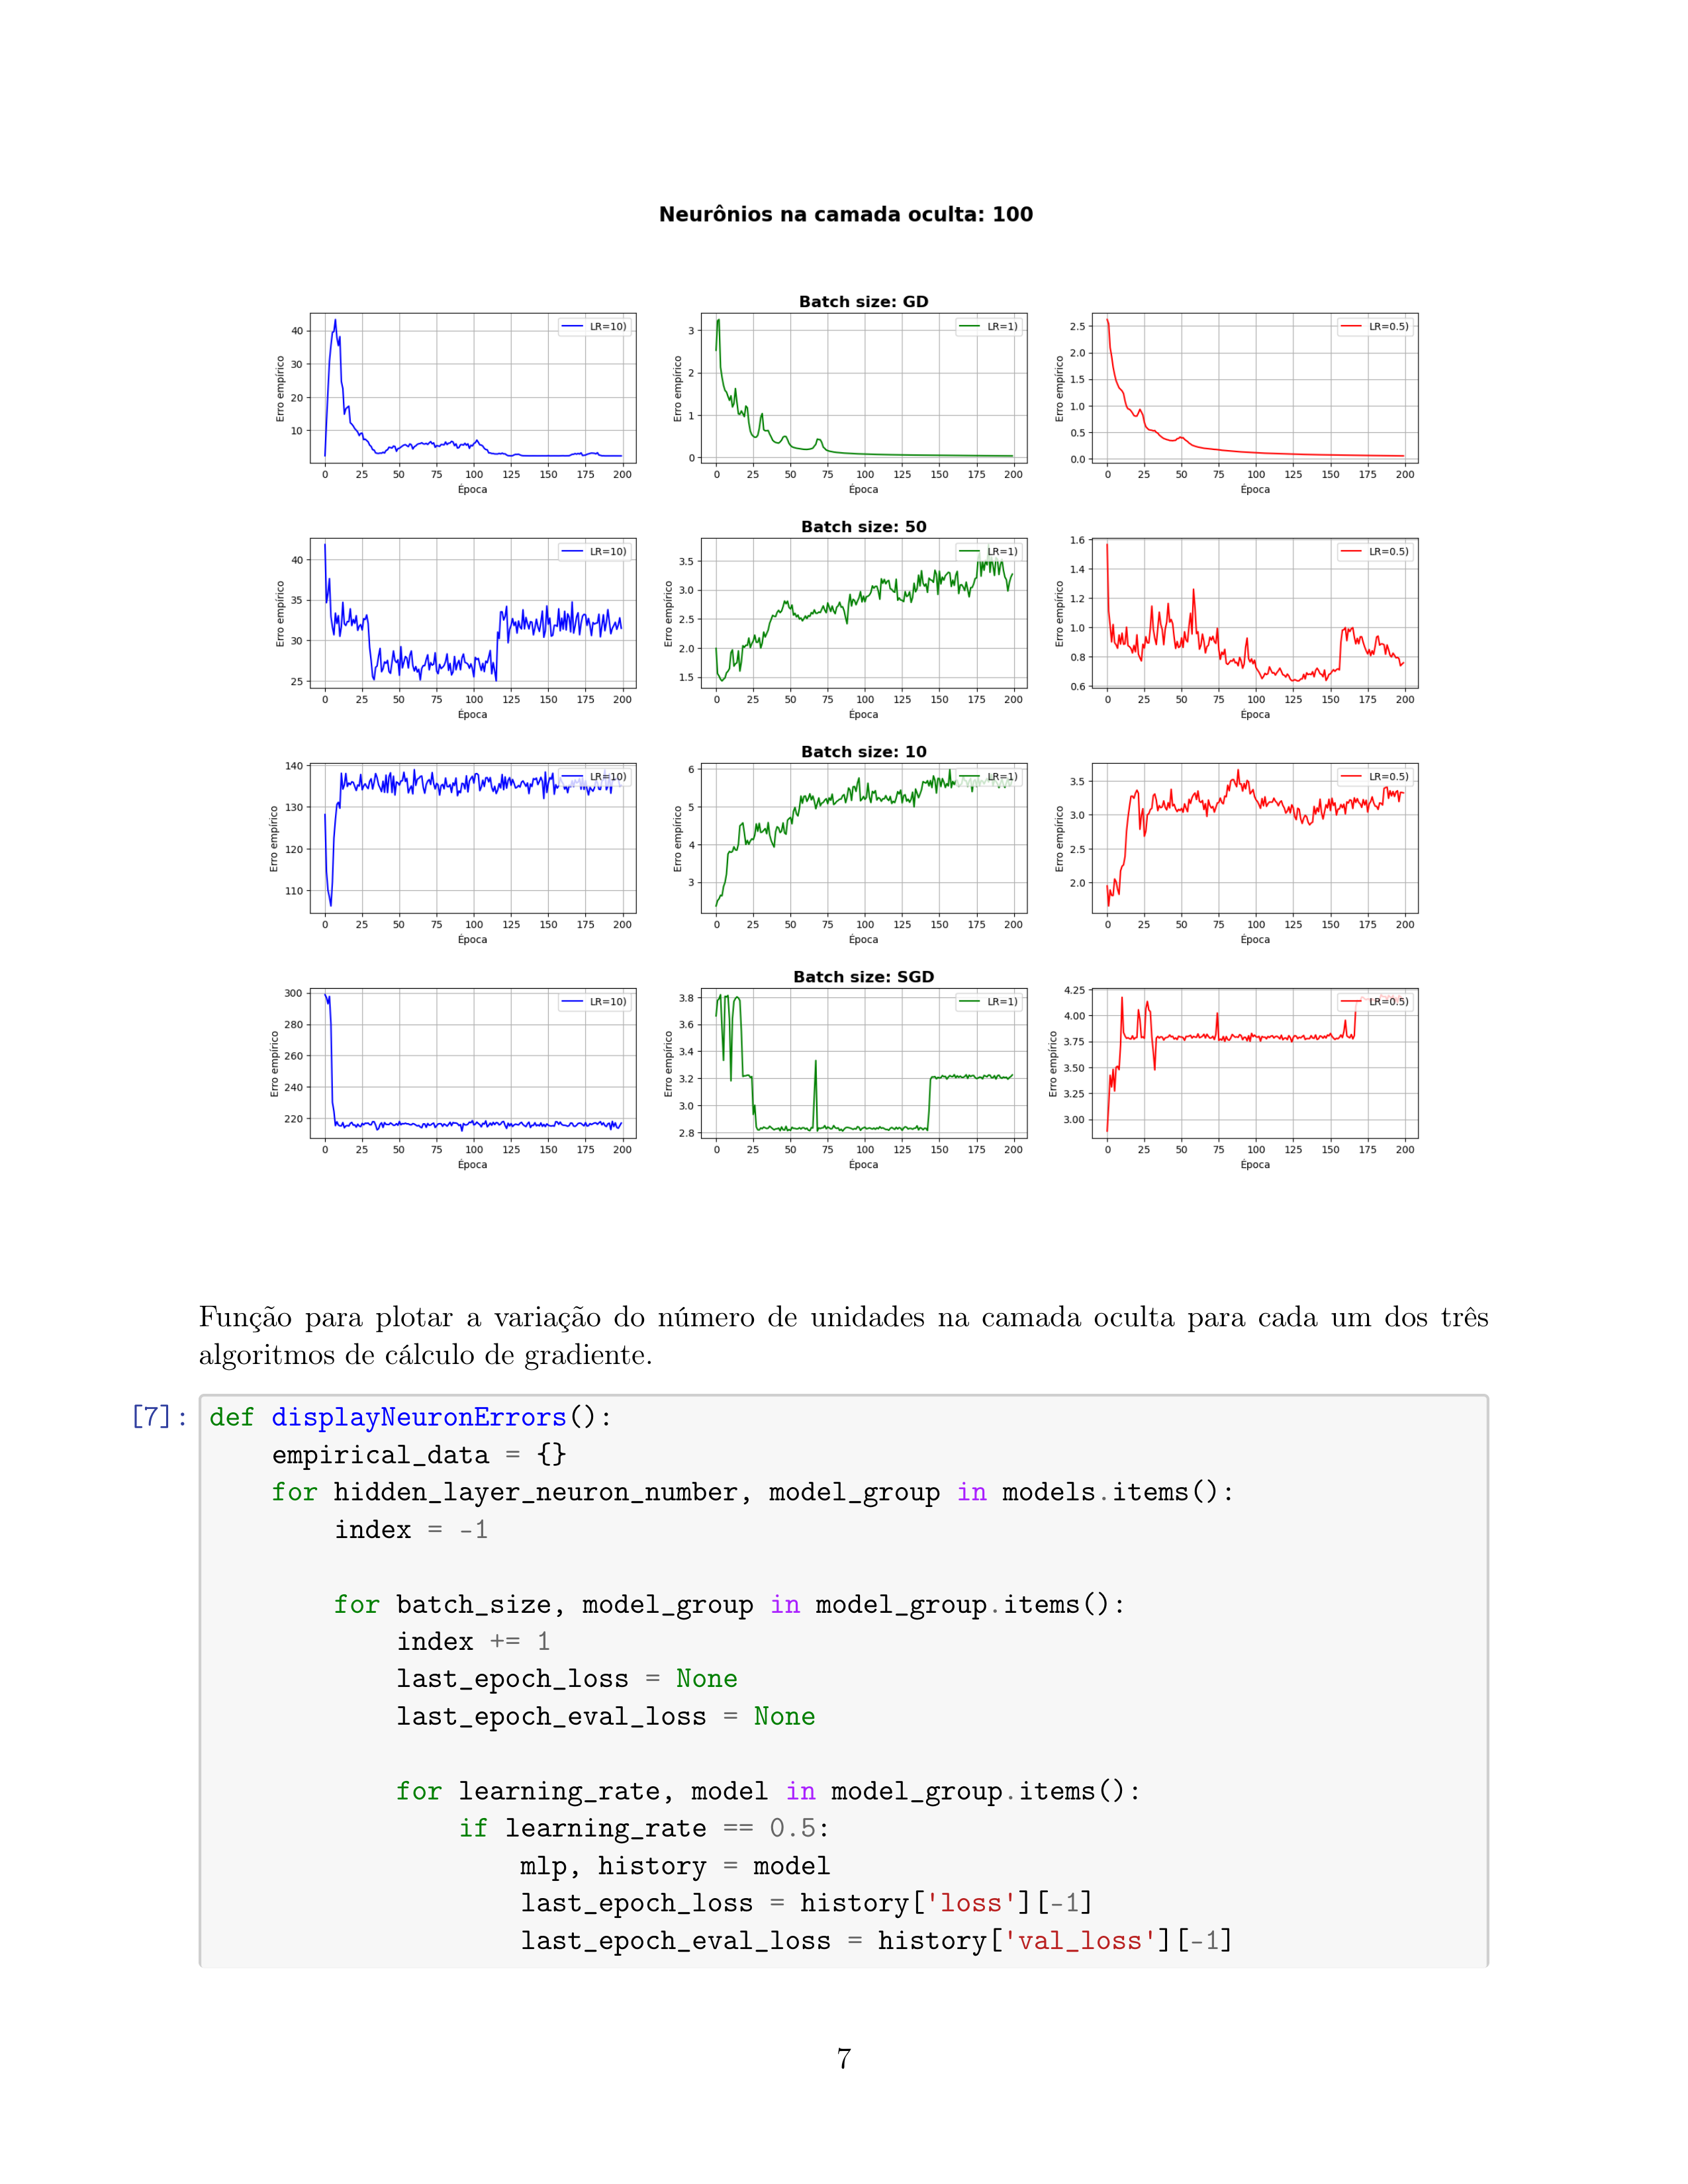 Neurônios na camada oculta: 100
Batch size: GD
LR=10) LR=1) LR=0.5)
Erro empírico Erro empírico Erro empírico
40 30 20 10
3 2 1 0
2.5 2.0 1.5 1.0 0.5 0.0
0 25 50 75 100 125 150 175 200 0 25 50 75 100 125 150 175 200 0 25 50 75 100 125 150 175 200
Época Época Época
Batch size: 50
LR=10) LR=1) LR=0.5)
Erro empírico Erro empírico Erro empírico
40 35 30 25
3.5 3.0 2.5 2.0 1.5
1.6 1.4 1.2 1.0 0.8 0.6
0 25 50 75 100 125 150 175 200 0 25 50 75 100 125 150 175 200 0 25 50 75 100 125 150 175 200
Época Época Época
Batch size: 10
LR=10) LR=1) LR=0.5)
Erro empírico Erro empírico Erro empírico
140 130 120 110
6 5 4 3
3.5 3.0 2.5 2.0
0 25 50 75 100 125 150 175 200 0 25 50 75 100 125 150 175 200 0 25 50 75 100 125 150 175 200
Época Época Época
Batch size: SGD
LR=10) LR=1) LR=0.5)
Erro empírico Erro empírico Erro empírico
300 280 260 240 220
3.8 3.6 3.4 3.2 3.0 2.8
4.25 4.00 3.75 3.50 3.25 3.00
0 25 50 75 100 125 150 175 200 0 25 50 75 100 125 150 175 200 0 25 50 75 100 125 150 175 200
Época Época Época
Função para plotar a variação do número de unidades na camada oculta para cada um dos três
algoritmos de cálculo de gradiente.
[7]: def displayNeuronErrors():
    empirical_data = {}
    for hidden_layer_neuron_number, model_group in models.items():
        index = -1
        for batch_size, model_group in model_group.items():
            index += 1
            last_epoch_loss = None
            last_epoch_eval_loss = None
            for learning_rate, model in model_group.items():
                if learning_rate == 0.5:
                    mlp, history = model
                    last_epoch_loss = history['loss'][-1]
                    last_epoch_eval_loss = history['val_loss'][-1]
7